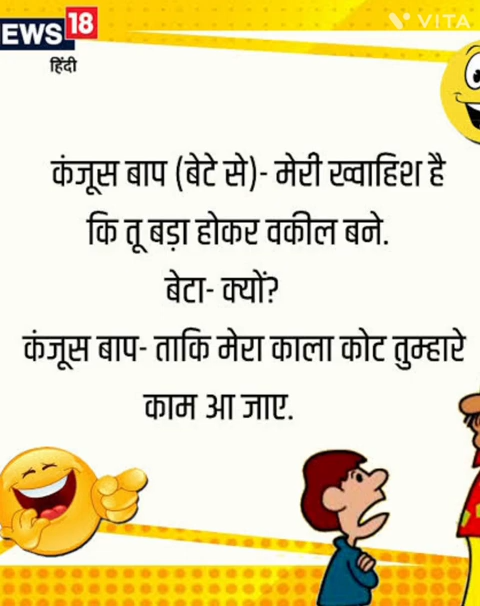 EWS 18
हिंदी
VITA
कंजूस बाप (बेटे से)- मेरी ख्वाहिश है
कि तू बड़ा होकर वकील बने.
बेटा- क्यों?
कंजूस बाप- ताकि मेरा काला कोट तुम्हारे
काम आ जाए.